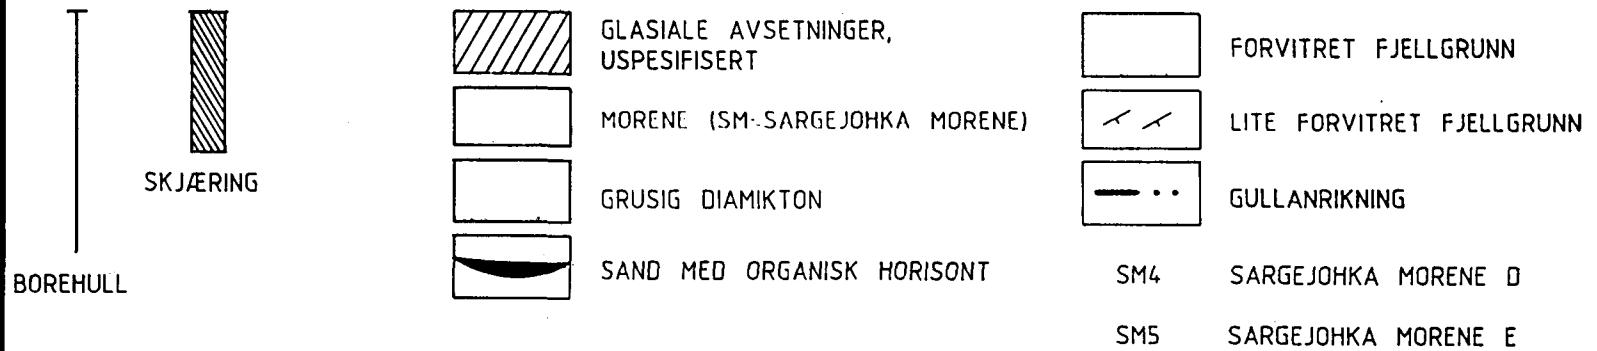 BOREHULL
SKJÆRING
GLASIALE AVSETNINGER,
USPESIFISERT
MORENE (SM-SARGEJOHKA MORENE)
GRUSIG DIAMIKTON
SAND MED ORGANISK HORISONT
FORVITRET FJELLGRUNN
LITE FORVITRET FJELLGRUNN
GULLANRIKNING
SM4 SARGEJOHKA MORENE D
SM5 SARGEJOHKA MORENE E